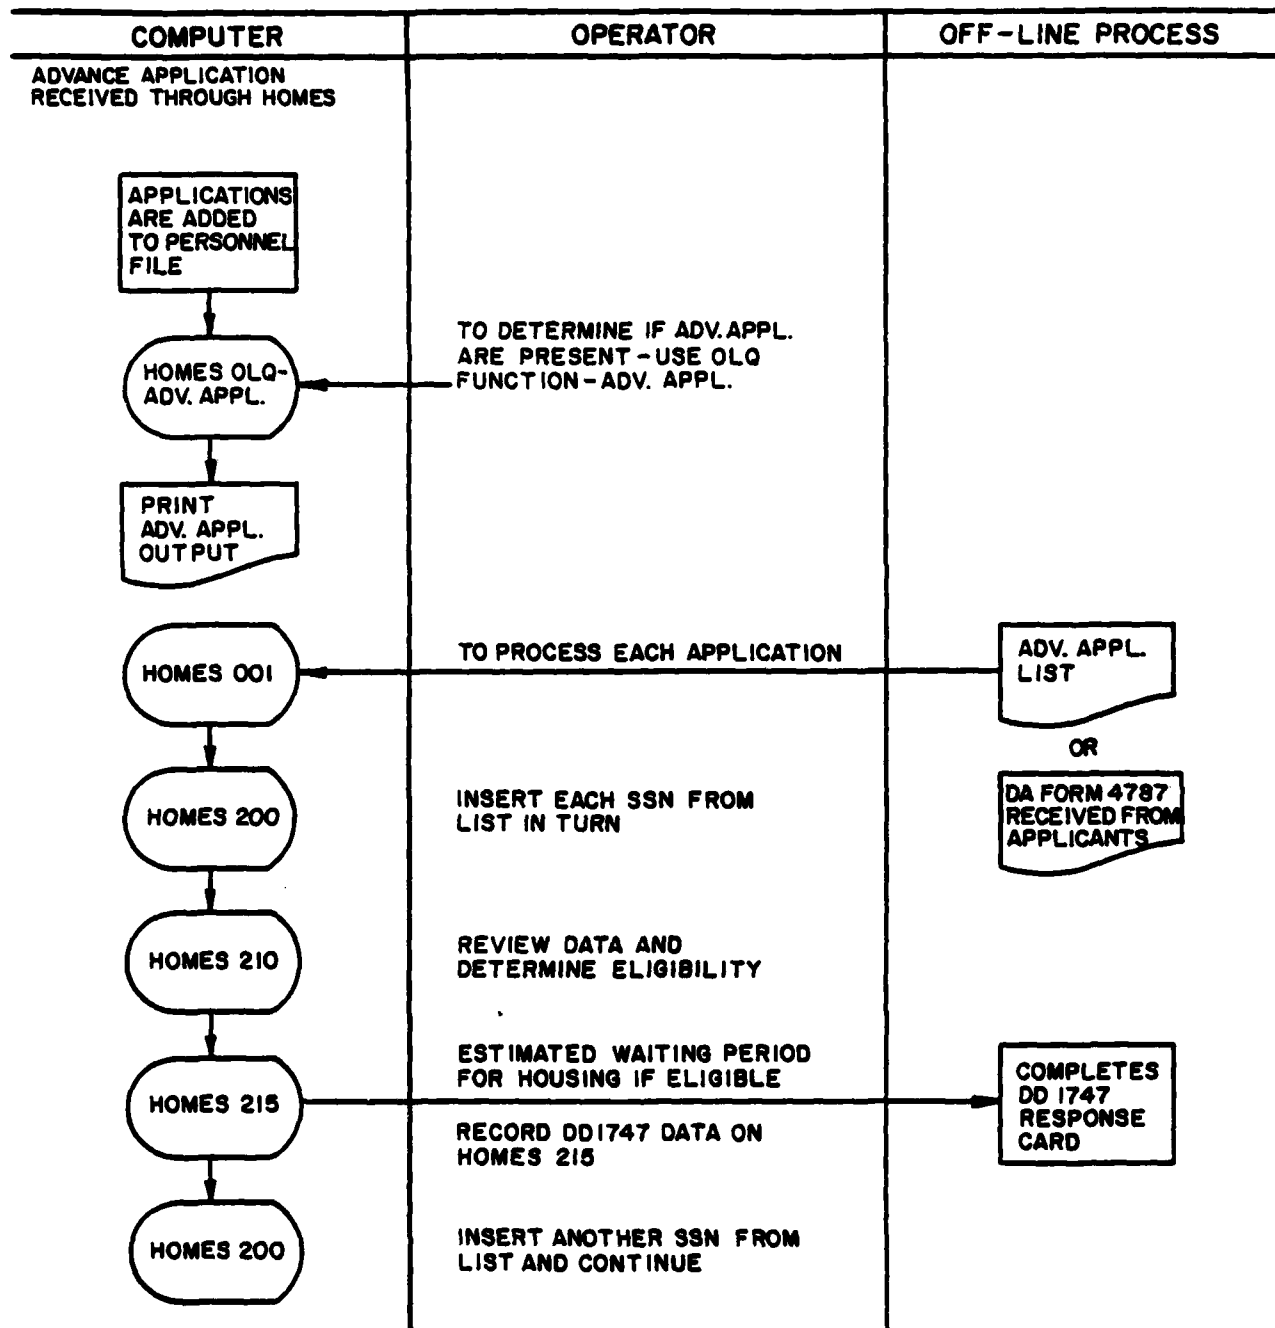 COMPUTER
OPERATOR
OFF-LINE PROCESS
ADVANCE APPLICATION
RECEIVED THROUGH HOMES
APPLICATIONS
ARE ADDED
TO PERSONNEL
FILE
TO DETERMINE IF ADV. APPL.
ARE PRESENT-USE OLQ
FUNCTION-ADV. APPL.
HOMES OLQ-
ADV. APPL.
PRINT
ADV. APPL.
OUTPUT
HOMES 001
TO PROCESS EACH APPLICATION
ADV. APPL.
LIST
OR
DA FORM 4787
RECEIVED FROM
APPLICANTS
HOMES 200
INSERT EACH SSN FROM
LIST IN TURN
HOMES 210
REVIEW DATA AND
DETERMINE ELIGIBILITY
HOMES 215
ESTIMATED WAITING PERIOD
FOR HOUSING IF ELIGIBLE
RECORD DD1747 DATA ON
HOMES 215
COMPLETES
DD 1747
RESPONSE
CARD
HOMES 200
INSERT ANOTHER SSN FROM
LIST AND CONTINUE